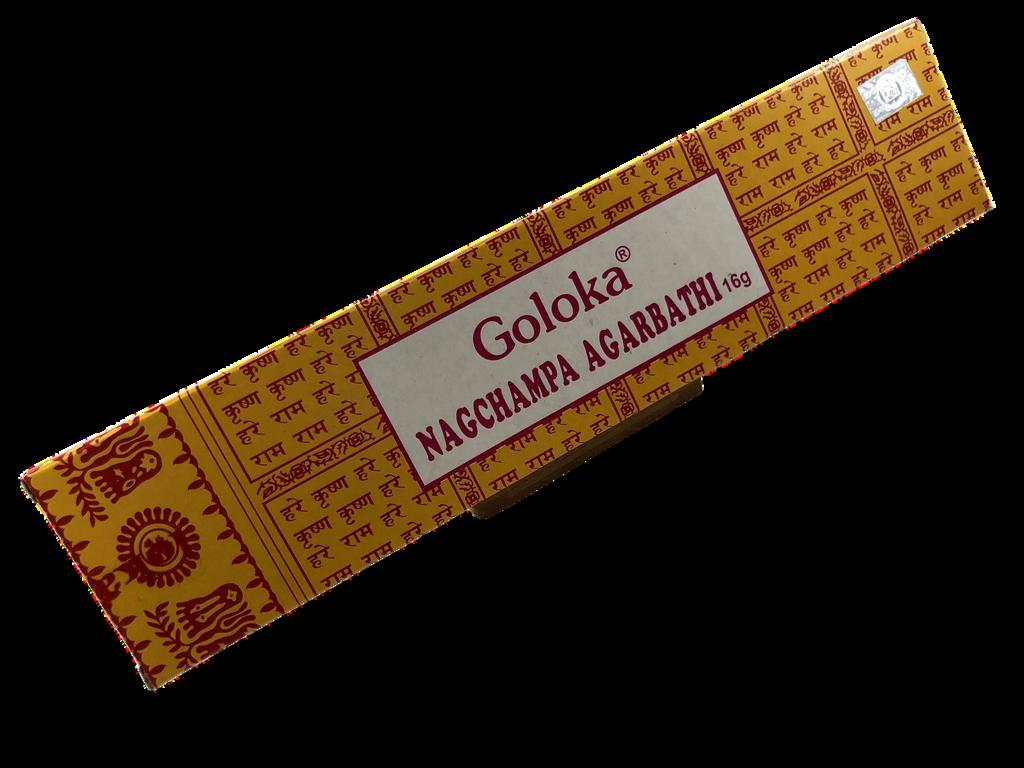 Goloka®
NAGCHAMPA AGARBATHI 16g
हरे कृष्ण हरे कृष्ण
कृष्ण कृष्ण हरे हरे
हरे राम हरे राम
राम राम हरे हरे